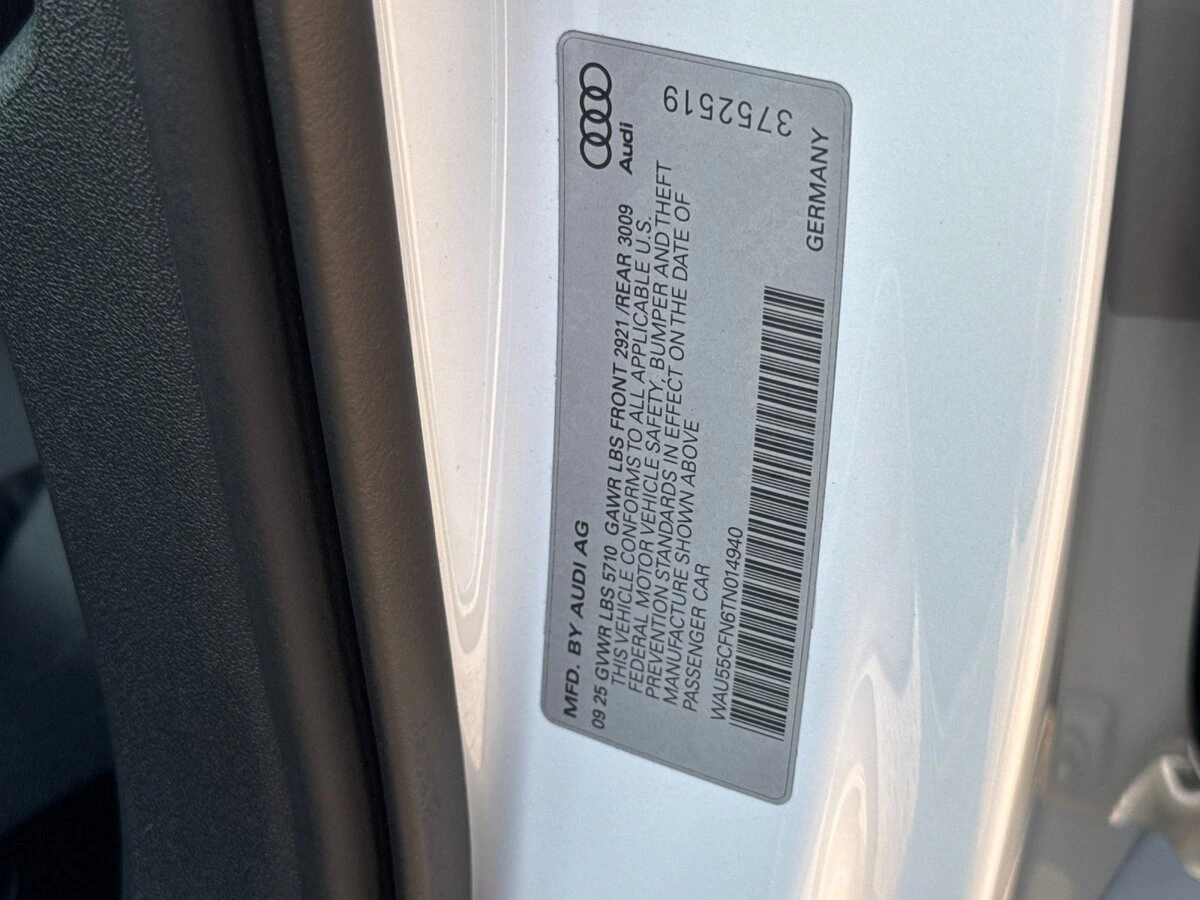 Audi
3752519
MFD. BY AUDI AG
09 25 GVWR LBS 5710 GAWR LBS FRONT 2921 /REAR 3009
THIS VEHICLE CONFORMS TO ALL APPLICABLE U.S.
FEDERAL MOTOR VEHICLE SAFETY, BUMPER AND THEFT
PREVENTION STANDARDS IN EFFECT ON THE DATE OF
MANUFACTURE SHOWN ABOVE
PASSENGER CAR
WAU55CFN6TN014940
GERMANY